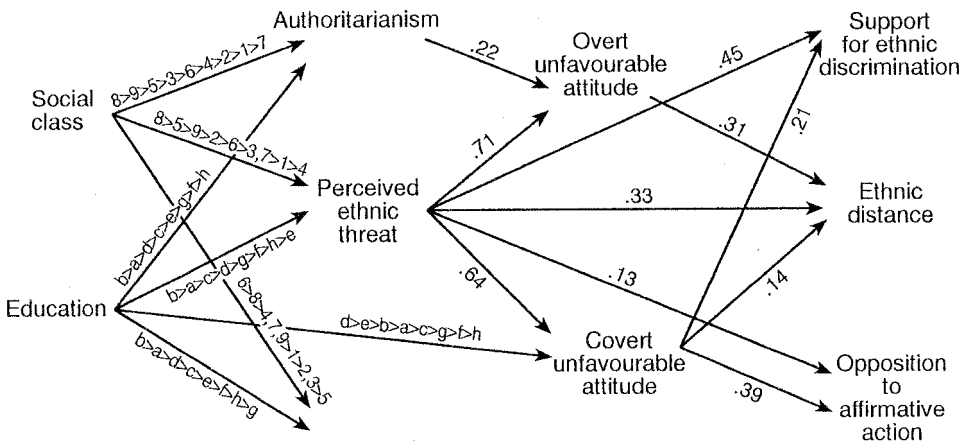 Authoritarianism
Support
for ethnic
discrimination
Overt
unfavourable
attitude
.22
.45
8>9>5>3>6>4>2>1>7
Social
class
.21
8>5>9>2>6>3,7>1>4
.71
.31
Perceived
ethnic
threat
Ethnic
distance
.33
b>a>d>c>e>g>f>h
b>a>c>d>g>f>h>e
.64
.13
.14
Education
6>8>4,7,9>1>2,3>5
d>e>b>a>c>g>f>h
Covert
unfavourable
attitude
b>a>d>c>e>f>h>g
.39
Opposition
to
affirmative
action